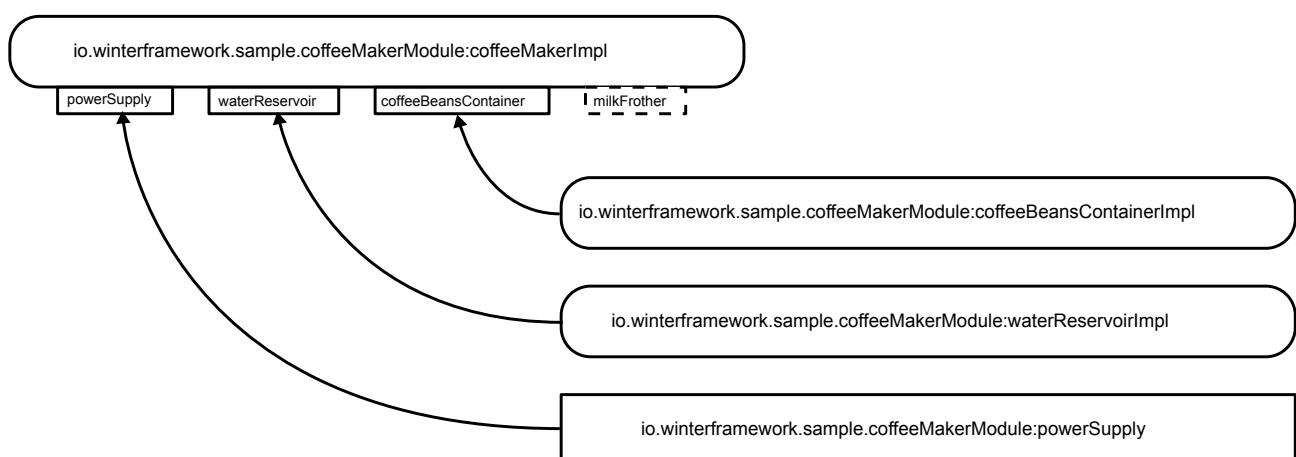 io.winterframework.sample.coffeeMakerModule:coffeeMakerImpl
powerSupply
waterReservoir
coffeeBeansContainer
milkFrother
io.winterframework.sample.coffeeMakerModule:coffeeBeansContainerImpl
io.winterframework.sample.coffeeMakerModule:waterReservoirImpl
io.winterframework.sample.coffeeMakerModule:powerSupply